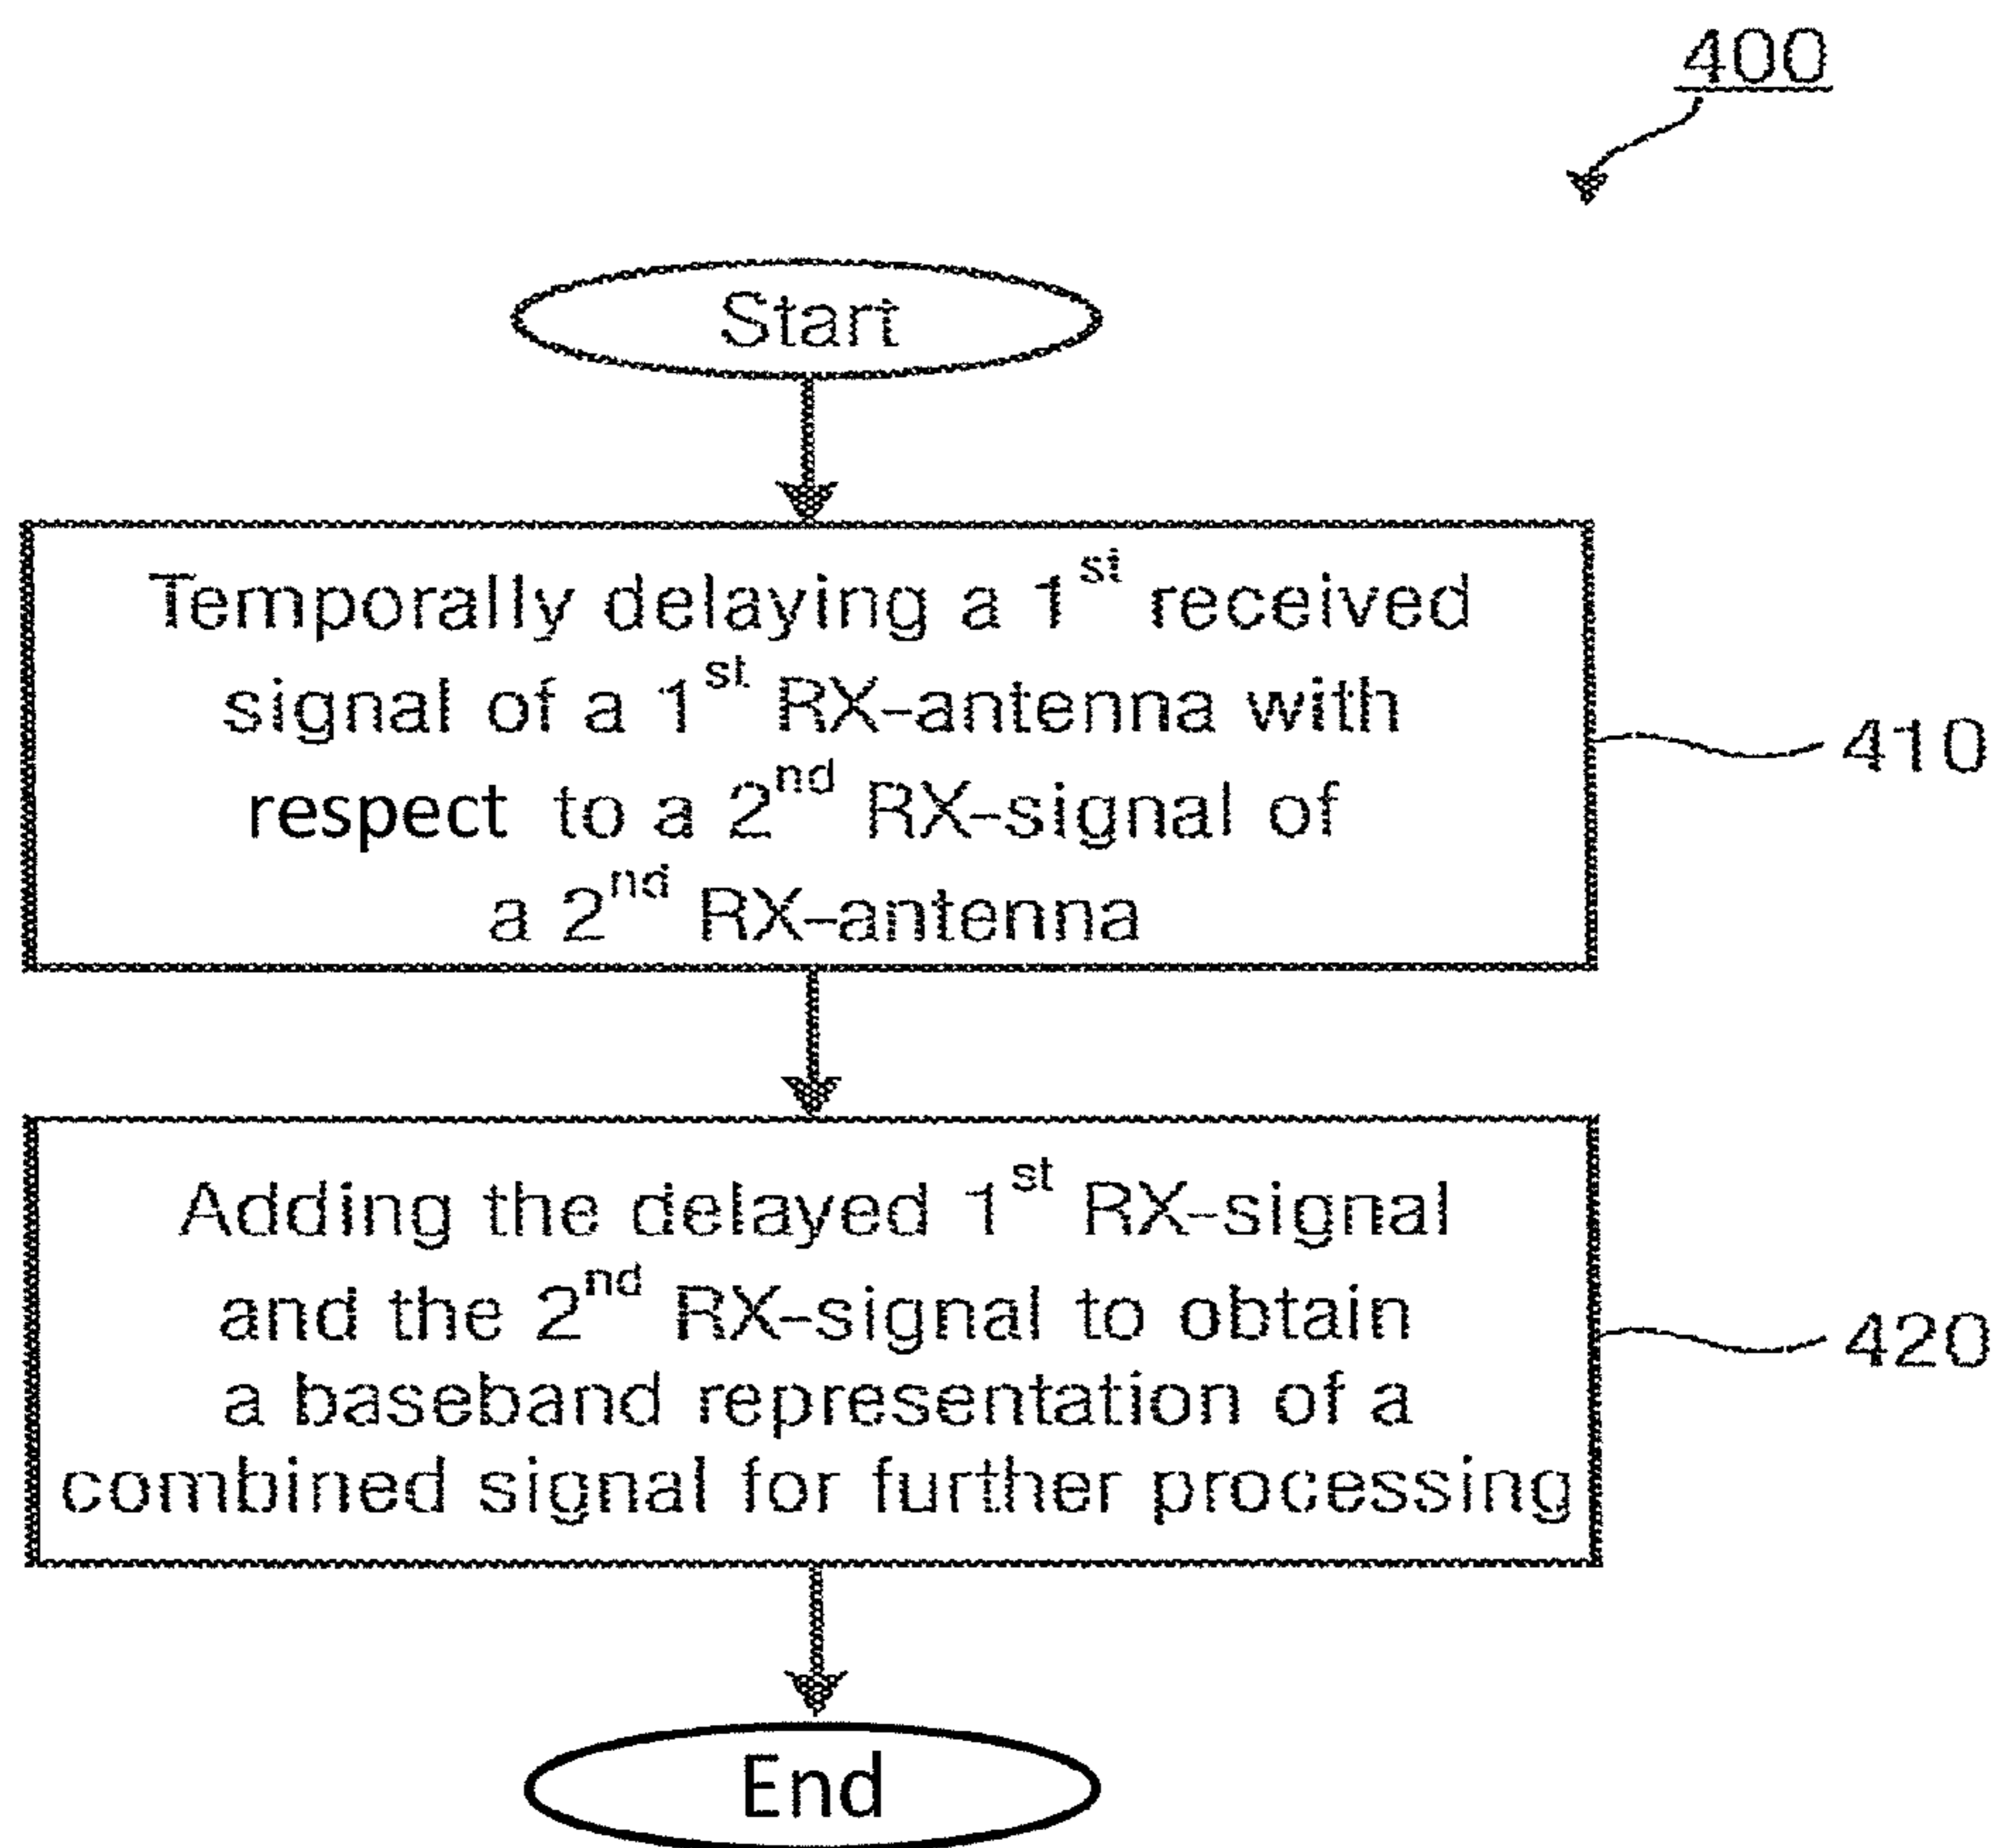 400
Start
Temporally delaying a 1st received
signal of a 1st RX-antenna with
respect to a 2nd RX-signal of
a 2nd RX-antenna
410
Adding the delayed 1st RX-signal
and the 2nd RX-signal to obtain
a baseband representation of a
combined signal for further processing
420
End